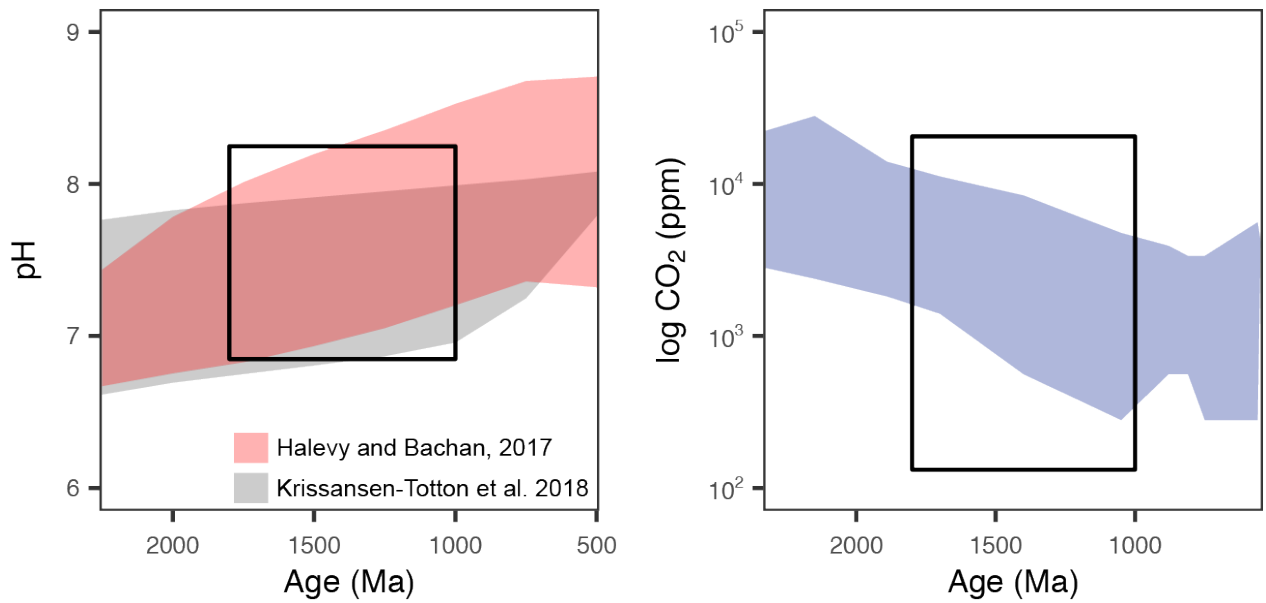 pH
9
8
7
6
2000
1500
1000
500
Age (Ma)
Halevy and Bachan, 2017
Krissansen-Totton et al. 2018
log CO₂ (ppm)
10⁵
10⁴
10³
10²
2000
1500
1000
Age (Ma)